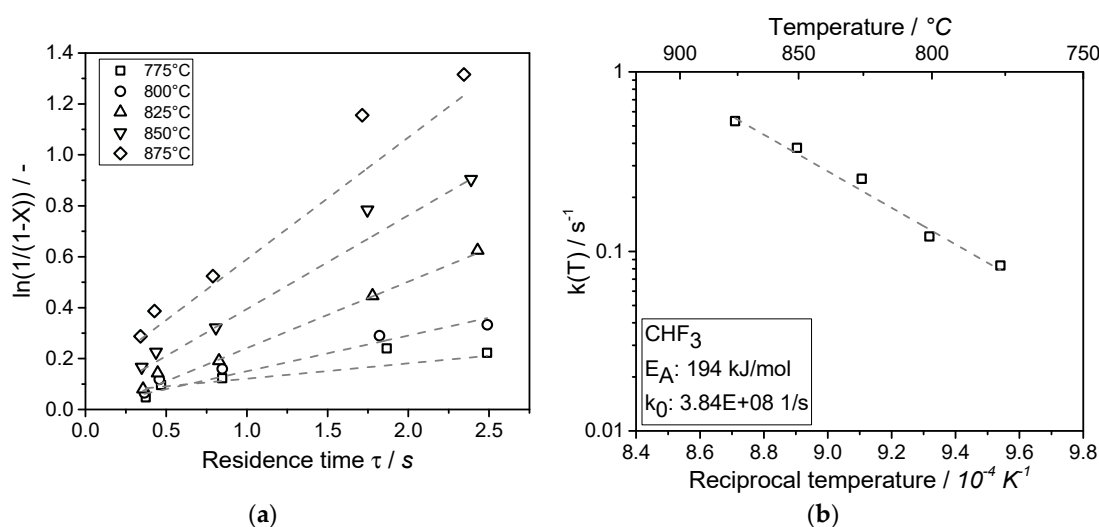 1.4
1.2
1.0
0.8
0.6
0.4
0.2
0.0
ln(1/(1-X)) / -
775°C
800°C
825°C
850°C
875°C
0.0 0.5 1.0 1.5 2.0 2.5
Residence time τ / s
(a)
Temperature / °C
900 850 800 750
1
0.1
0.01
k(T) / s⁻¹
CHF₃
E_A: 194 kJ/mol
k₀: 3.84E+08 1/s
8.4 8.6 8.8 9.0 9.2 9.4 9.6 9.8
Reciprocal temperature / 10⁻⁴ K⁻¹
(b)